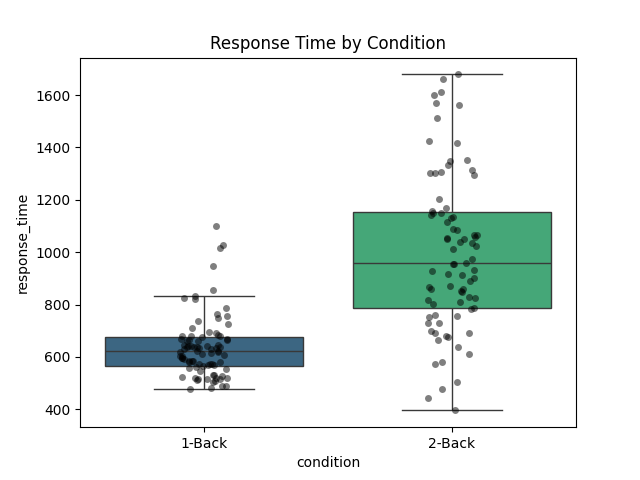 Response Time by Condition
1600
1400
1200
1000
800
600
400
response_time
1-Back
2-Back
condition